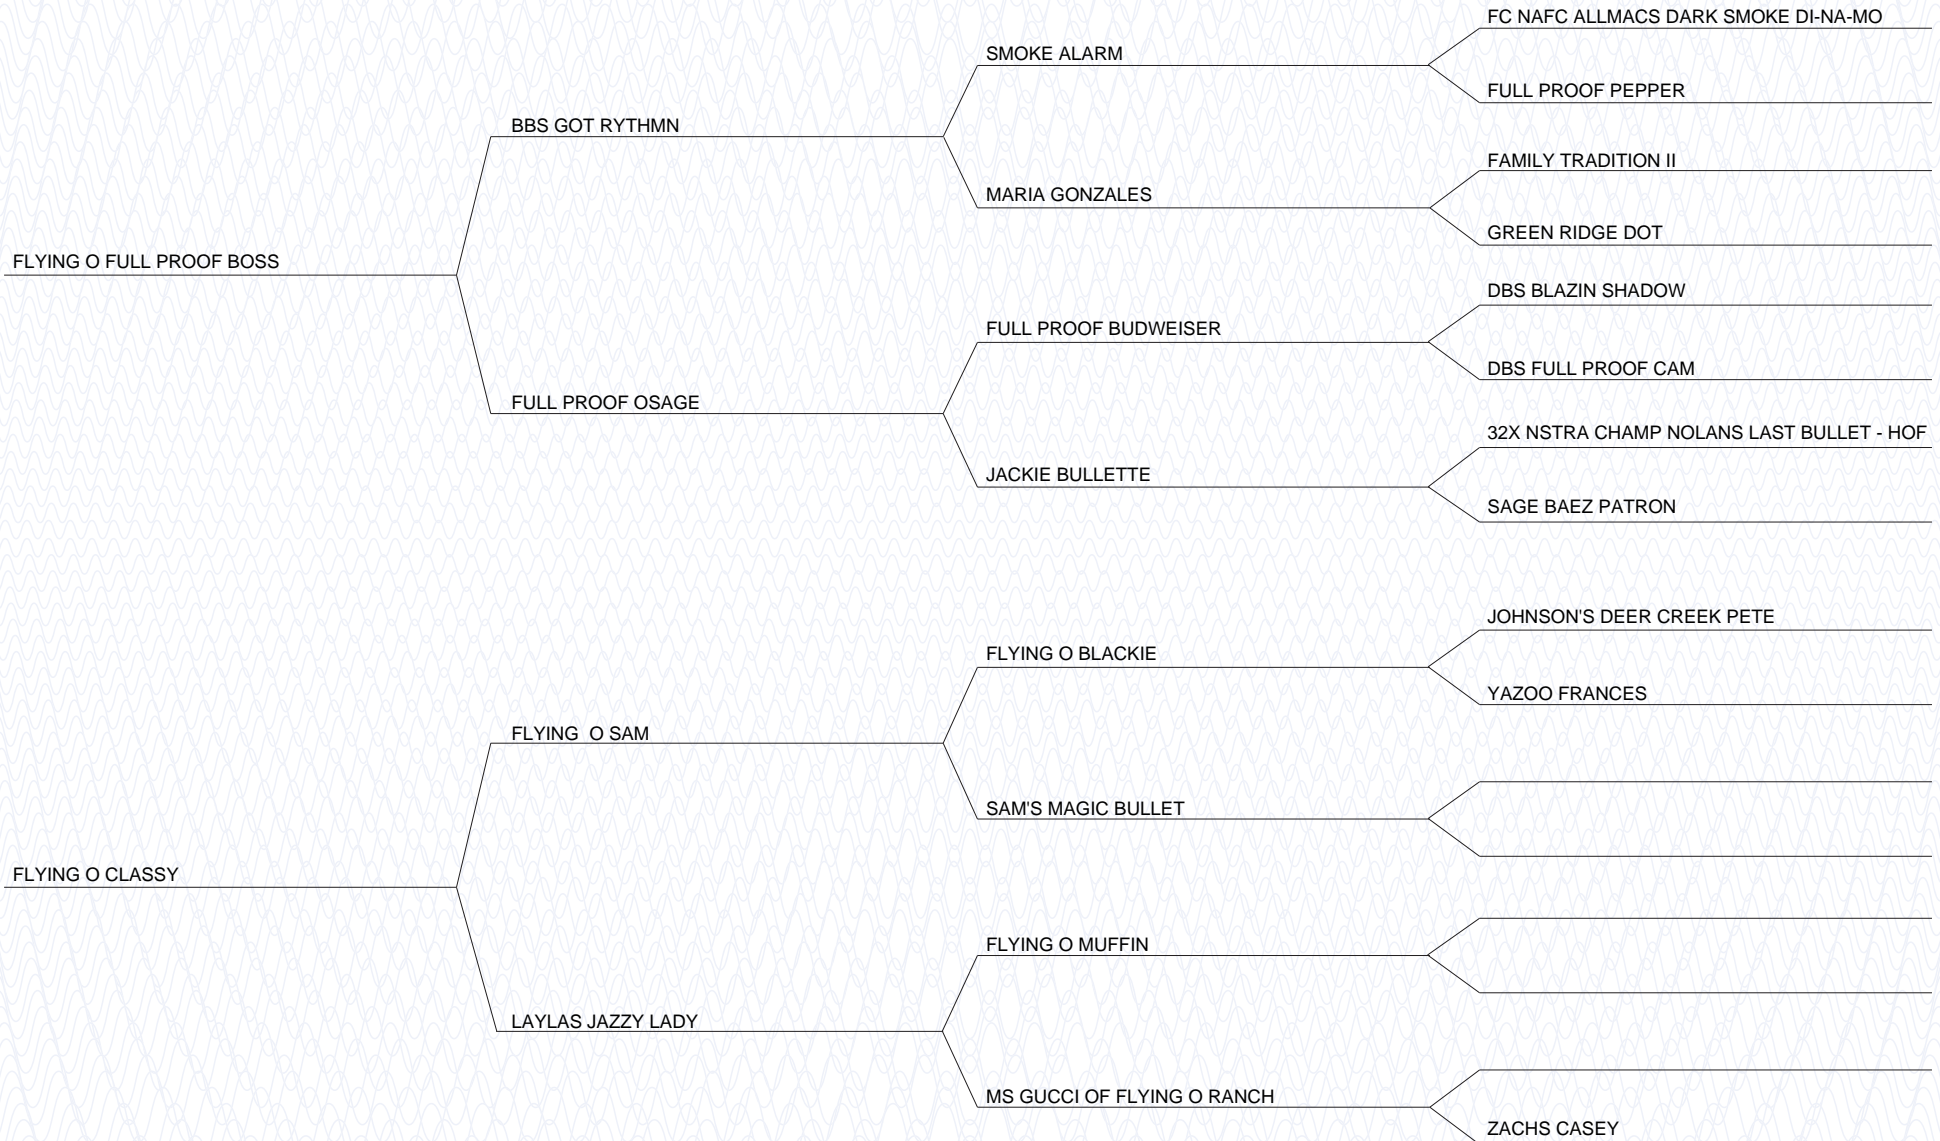 FC NAFC ALLMACS DARK SMOKE DI-NA-MO
SMOKE ALARM
FULL PROOF PEPPER
BBS GOT RYTHMN
FAMILY TRADITION II
MARIA GONZALES
GREEN RIDGE DOT
FLYING O FULL PROOF BOSS
DBS BLAZIN SHADOW
FULL PROOF BUDWEISER
DBS FULL PROOF CAM
FULL PROOF OSAGE
32X NSTRA CHAMP NOLANS LAST BULLET - HOF
JACKIE BULLETTE
SAGE BAEZ PATRON
JOHNSON'S DEER CREEK PETE
FLYING O BLACKIE
YAZOO FRANCES
FLYING  O SAM
SAM'S MAGIC BULLET
FLYING O CLASSY
FLYING O MUFFIN
LAYLAS JAZZY LADY
MS GUCCI OF FLYING O RANCH
ZACHS CASEY